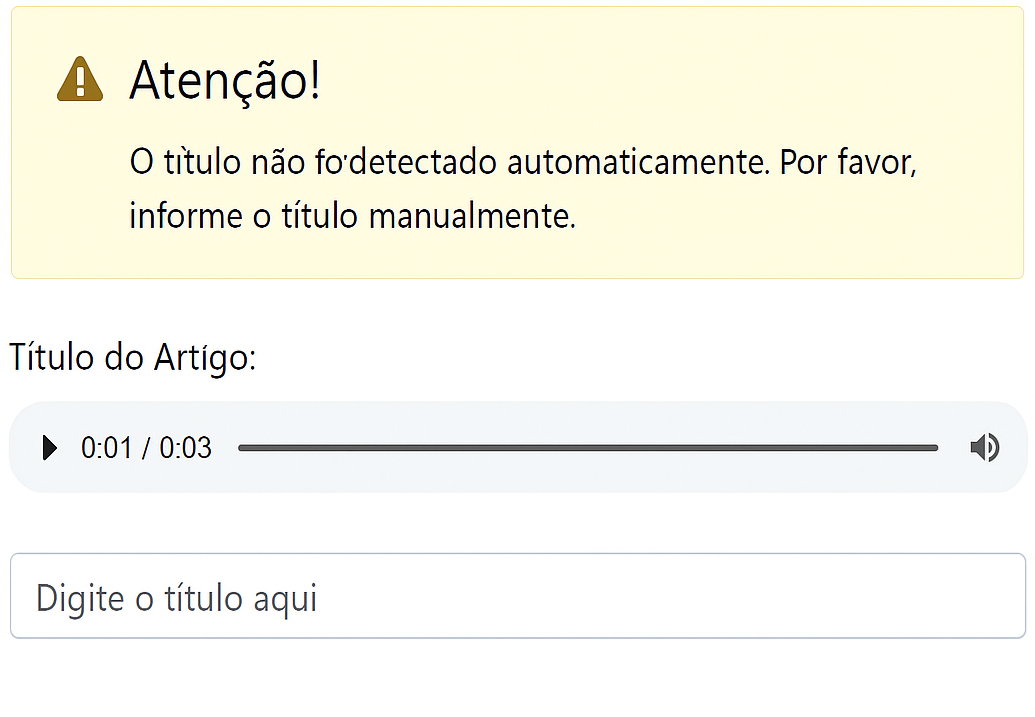 Atenção!
O tìtulo não fo'detectado automaticamente. Por favor,
informe o título manualmente.
Título do Artígo:
0:01 / 0:03
Digite o título aqui